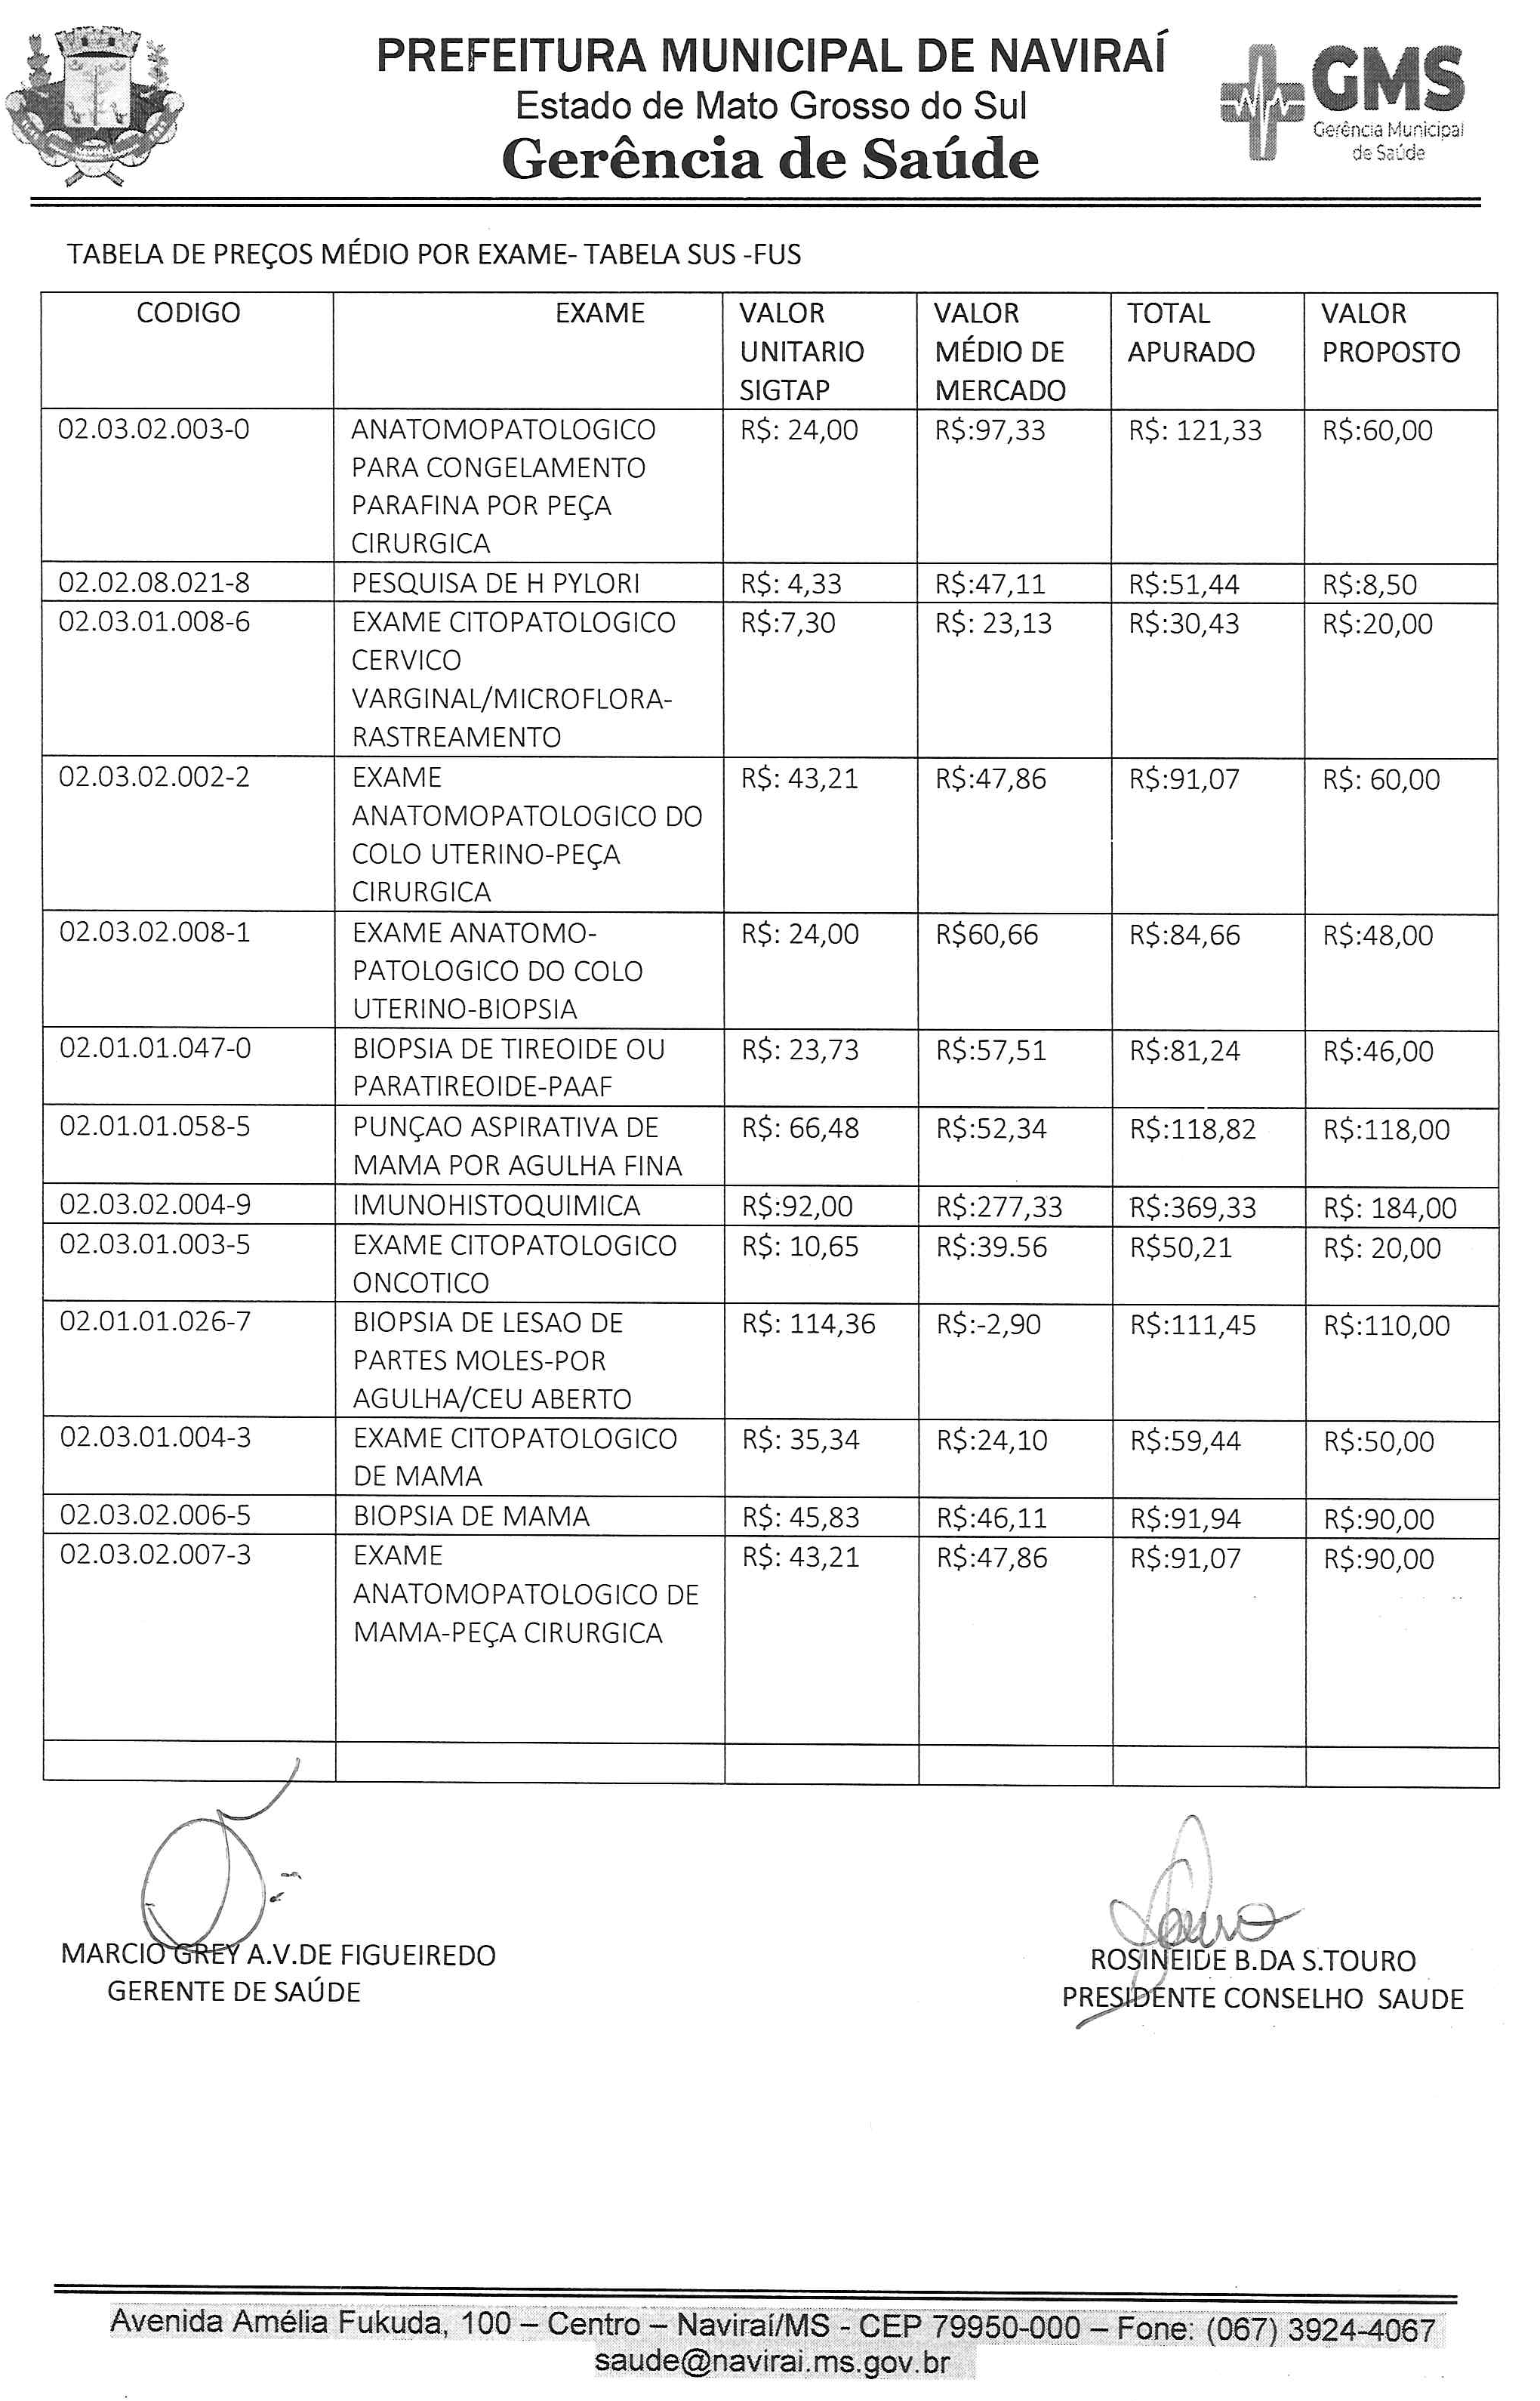 PREFEITURA MUNICIPAL DE NAVIRAÍ
Estado de Mato Grosso do Sul
Gerência de Saúde
GMS
Gerência Municipal
de Saúde
TABELA DE PREÇOS MÉDIO POR EXAME- TABELA SUS -FUS
CODIGO EXAME VALOR UNITARIO SIGTAP VALOR MÉDIO DE MERCADO TOTAL APURADO VALOR PROPOSTO
02.03.02.003-0 ANATOMOPATOLOGICO R$: 24,00 R$:97,33 R$: 121,33 R$:60,00
PARA CONGELAMENTO
PARAFINA POR PEÇA
CIRURGICA
02.02.08.021-8 PESQUISA DE H PYLORI R$: 4,33 R$:47,11 R$:51,44 R$:8,50
02.03.01.008-6 EXAME CITOPATOLOGICO R$:7,30 R$: 23,13 R$:30,43 R$:20,00
CERVICO
VARGINAL/MICROFLORA-
RASTREAMENTO
02.03.02.002-2 EXAME R$: 43,21 R$:47,86 R$:91,07 R$: 60,00
ANATOMOPATOLOGICO DO
COLO UTERINO-PEÇA
CIRURGICA
02.03.02.008-1 EXAME ANATOMO- R$: 24,00 R$60,66 R$:84,66 R$:48,00
PATOLOGICO DO COLO
UTERINO-BIOPSIA
02.01.01.047-0 BIOPSIA DE TIREOIDE OU R$: 23,73 R$:57,51 R$:81,24 R$:46,00
PARATIREOIDE-PAAF
02.01.01.058-5 PUNÇAO ASPIRATIVA DE R$: 66,48 R$:52,34 R$:118,82 R$:118,00
MAMA POR AGULHA FINA
02.03.02.004-9 IMUNOHISTOQUIMICA R$:92,00 R$:277,33 R$:369,33 R$: 184,00
02.03.01.003-5 EXAME CITOPATOLOGICO R$: 10,65 R$:39.56 R$50,21 R$: 20,00
ONCOTICO
02.01.01.026-7 BIOPSIA DE LESAO DE R$: 114,36 R$:-2,90 R$:111,45 R$:110,00
PARTES MOLES-POR
AGULHA/CEU ABERTO
02.03.01.004-3 EXAME CITOPATOLOGICO R$: 35,34 R$:24,10 R$:59,44 R$:50,00
DE MAMA
02.03.02.006-5 BIOPSIA DE MAMA R$: 45,83 R$:46,11 R$:91,94 R$:90,00
02.03.02.007-3 EXAME R$: 43,21 R$:47,86 R$:91,07 R$:90,00
ANATOMOPATOLOGICO DE
MAMA-PEÇA CIRURGICA
MARCIO GREY A.V.DE FIGUEIREDO
GERENTE DE SAÚDE
ROSINEIDE B.DA S.TOURO
PRESIDENTE CONSELHO SAUDE
Avenida Amélia Fukuda, 100 – Centro – Naviraí/MS - CEP 79950-000 – Fone: (067) 3924-4067
saude@navirai.ms.gov.br